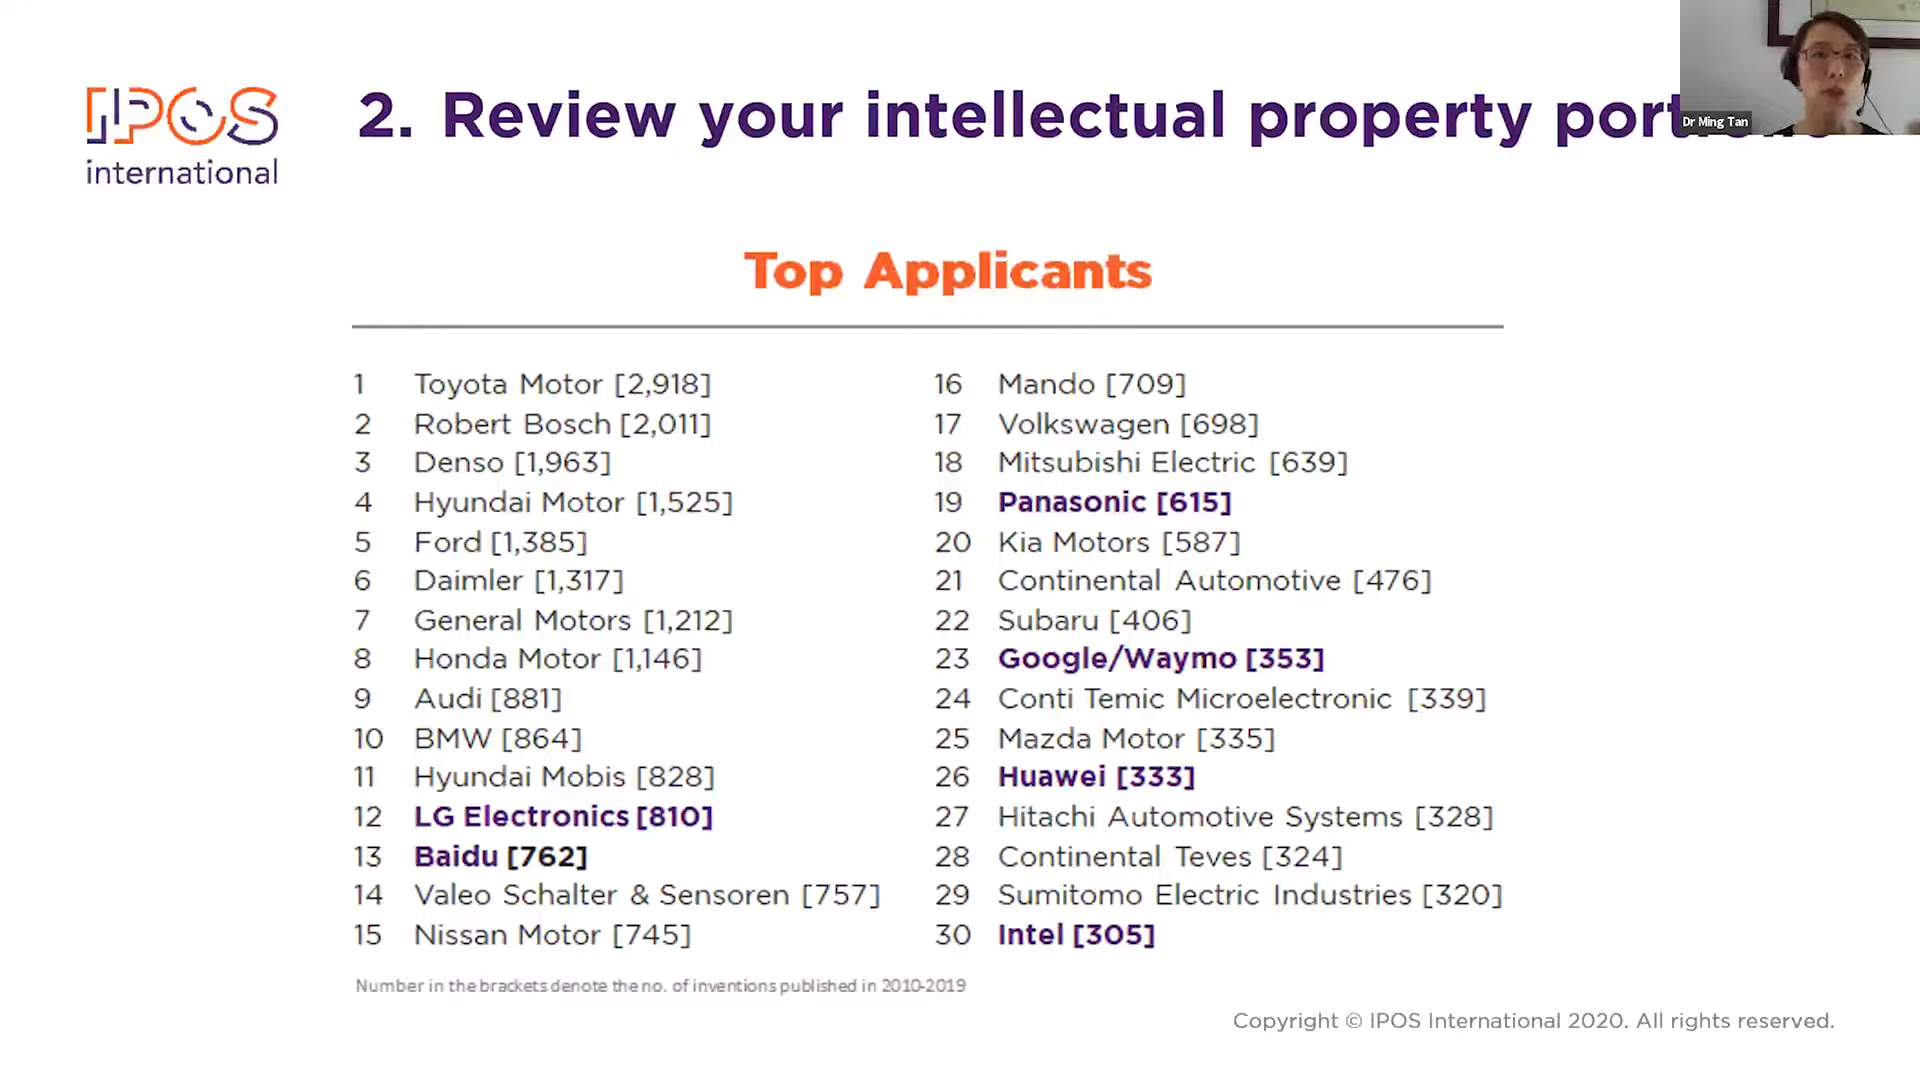 IPOS
international
2. Review your intellectual property
Dr Ming Tan
Top Applicants
1 Toyota Motor [2,918]
2 Robert Bosch [2,011]
3 Denso [1,963]
4 Hyundai Motor [1,525]
5 Ford [1,385]
6 Daimler [1,317]
7 General Motors [1,212]
8 Honda Motor [1,146]
9 Audi [881]
10 BMW [864]
11 Hyundai Mobis [828]
12 LG Electronics [810]
13 Baidu [762]
14 Valeo Schalter & Sensoren [757]
15 Nissan Motor [745]
16 Mando [709]
17 Volkswagen [698]
18 Mitsubishi Electric [639]
19 Panasonic [615]
20 Kia Motors [587]
21 Continental Automotive [476]
22 Subaru [406]
23 Google/Waymo [353]
24 Conti Temic Microelectronic [339]
25 Mazda Motor [335]
26 Huawei [333]
27 Hitachi Automotive Systems [328]
28 Continental Teves [324]
29 Sumitomo Electric Industries [320]
30 Intel [305]
Number in the brackets denote the no. of inventions published in 2010-2019
Copyright © IPOS International 2020. All rights reserved.